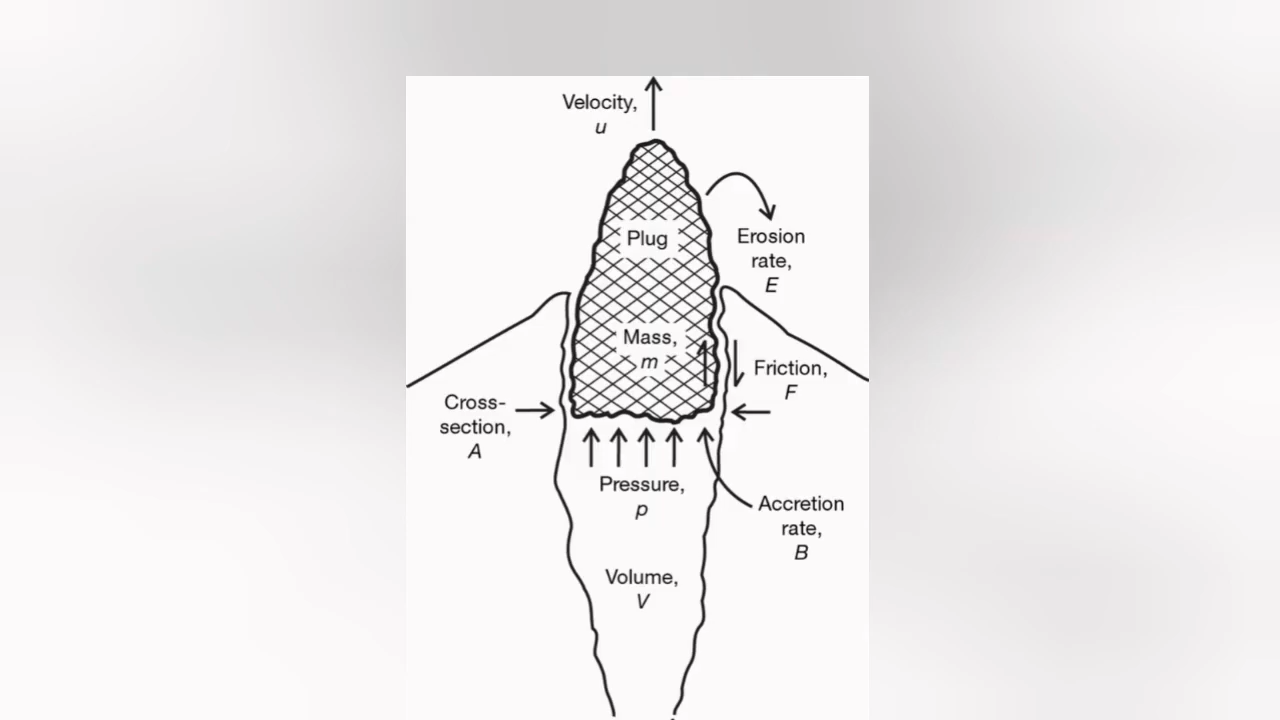 Velocity,
u
Plug
Erosion
rate,
E
Mass,
m
Friction,
F
Cross-
section,
A
Pressure,
p
Accretion
rate,
B
Volume,
V